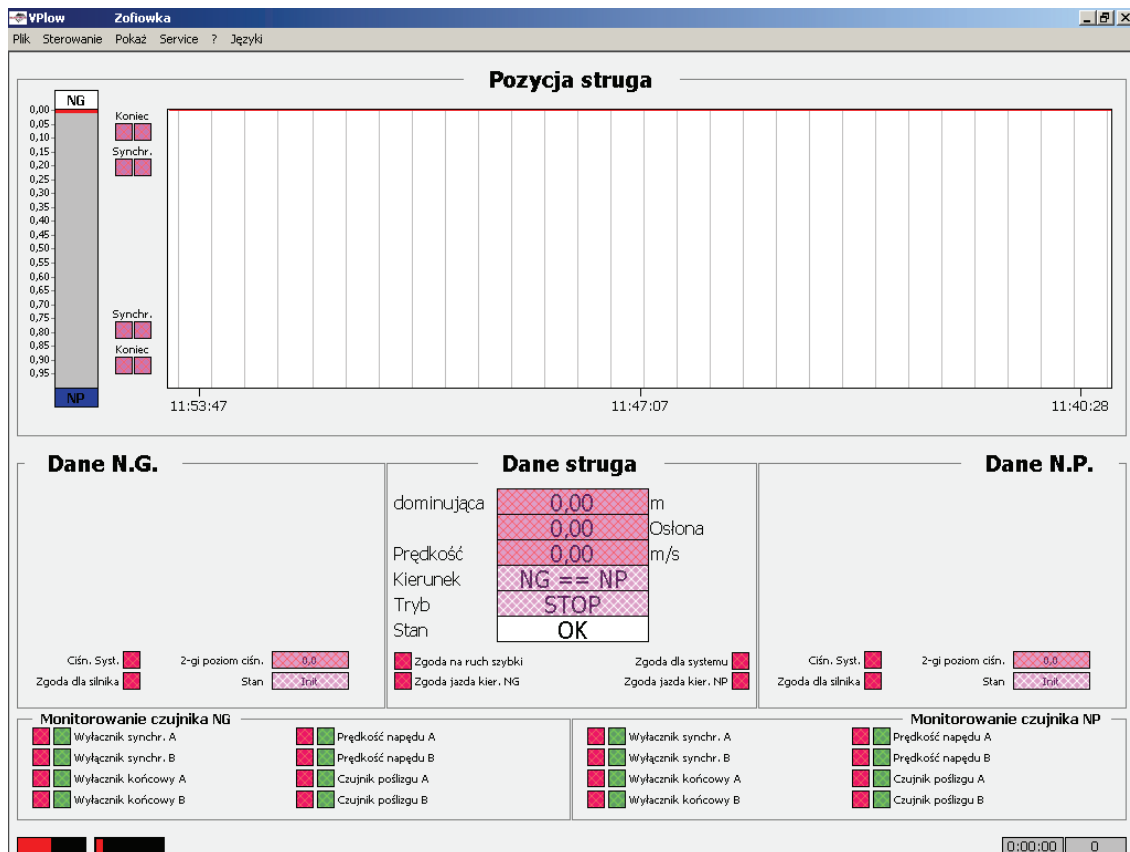 VPlow Zofiowka
Plik Sterowanie Pokaż Service ? Języki
Pozycja struga
NG
0,00
0,05
0,10
0,15
0,20
0,25
0,30
0,35
0,40
0,45
0,50
0,55
0,60
0,65
0,70
0,75
0,80
0,85
0,90
0,95
NP
Koniec
Synchr.
Synchr.
Koniec
11:53:47 11:47:07 11:40:28
Dane N.G.
Ciśn. Syst. 2-gi poziom ciśn. 0,0
Zgoda dla silnika Stan Init
Dane struga
dominująca 0,00 m
0,00 Osłona
Prędkość 0,00 m/s
Kierunek NG == NP
Tryb STOP
Stan OK
Zgoda na ruch szybki Zgoda dla systemu
Zgoda jazda kier. NG Zgoda jazda kier. NP
Dane N.P.
Ciśn. Syst. 2-gi poziom ciśn. 0,0
Zgoda dla silnika Stan Init
Monitorowanie czujnika NG
Wyłacznik synchr. A Prędkość napędu A
Wyłacznik synchr. B Prędkość napędu B
Wyłacznik końcowy A Czujnik poślizgu A
Wyłacznik końcowy B Czujnik poślizgu B
Monitorowanie czujnika NP
Wyłacznik synchr. A Prędkość napędu A
Wyłącznik synchr. B Prędkość napędu B
Wyłacznik końcowy A Czujnik poślizgu A
Wyłacznik końcowy B Czujnik poślizgu B
0:00:00 0